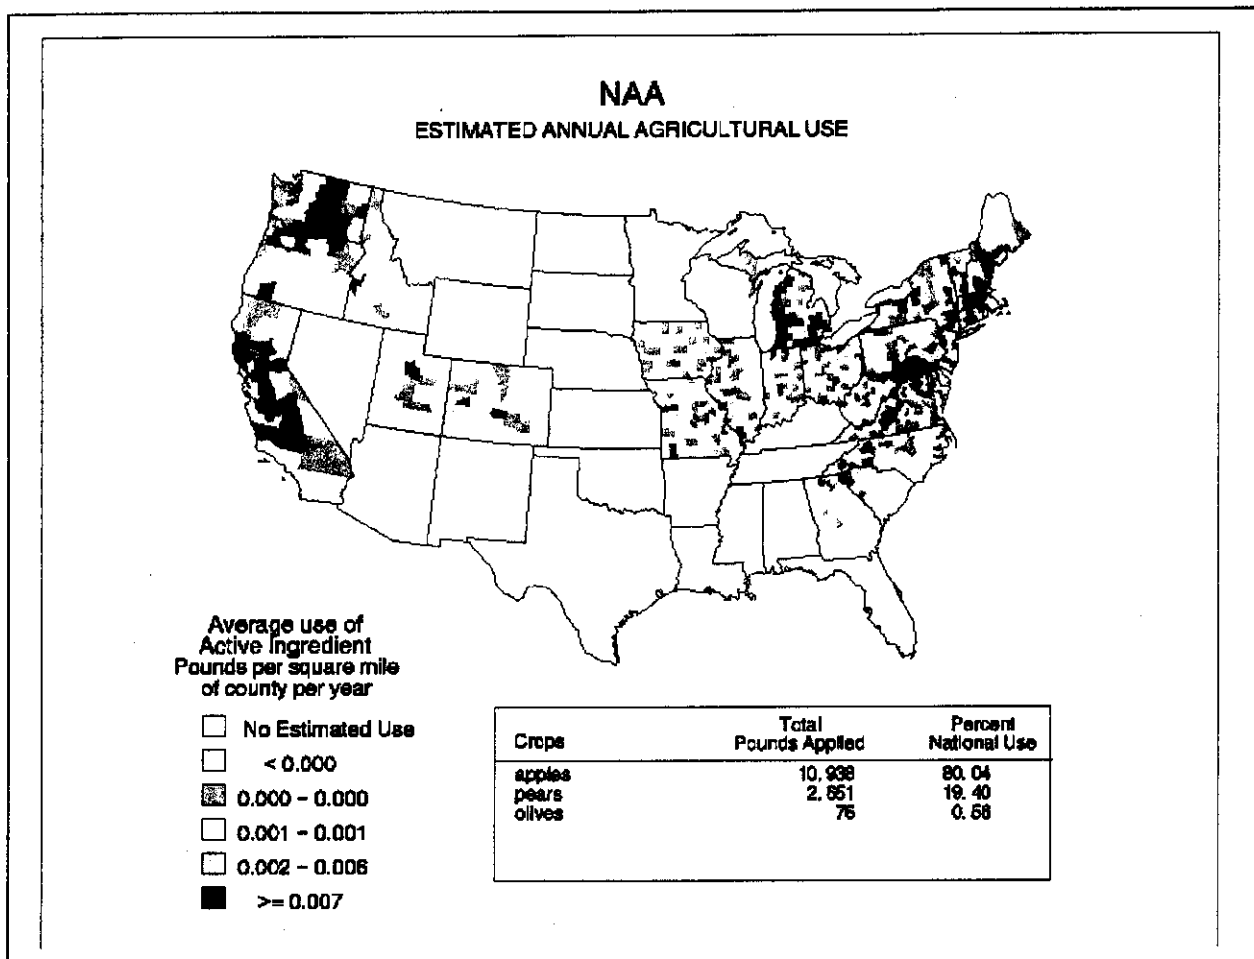 NAA
ESTIMATED ANNUAL AGRICULTURAL USE
Average use of
Active Ingredient
Pounds per square mile
of county per year
No Estimated Use
< 0.000
0.000 - 0.000
0.001 - 0.001
0.002 - 0.006
>= 0.007
Crops Total Pounds Applied Percent National Use
apples 10,938 80.04
pears 2,651 19.40
olives 76 0.56